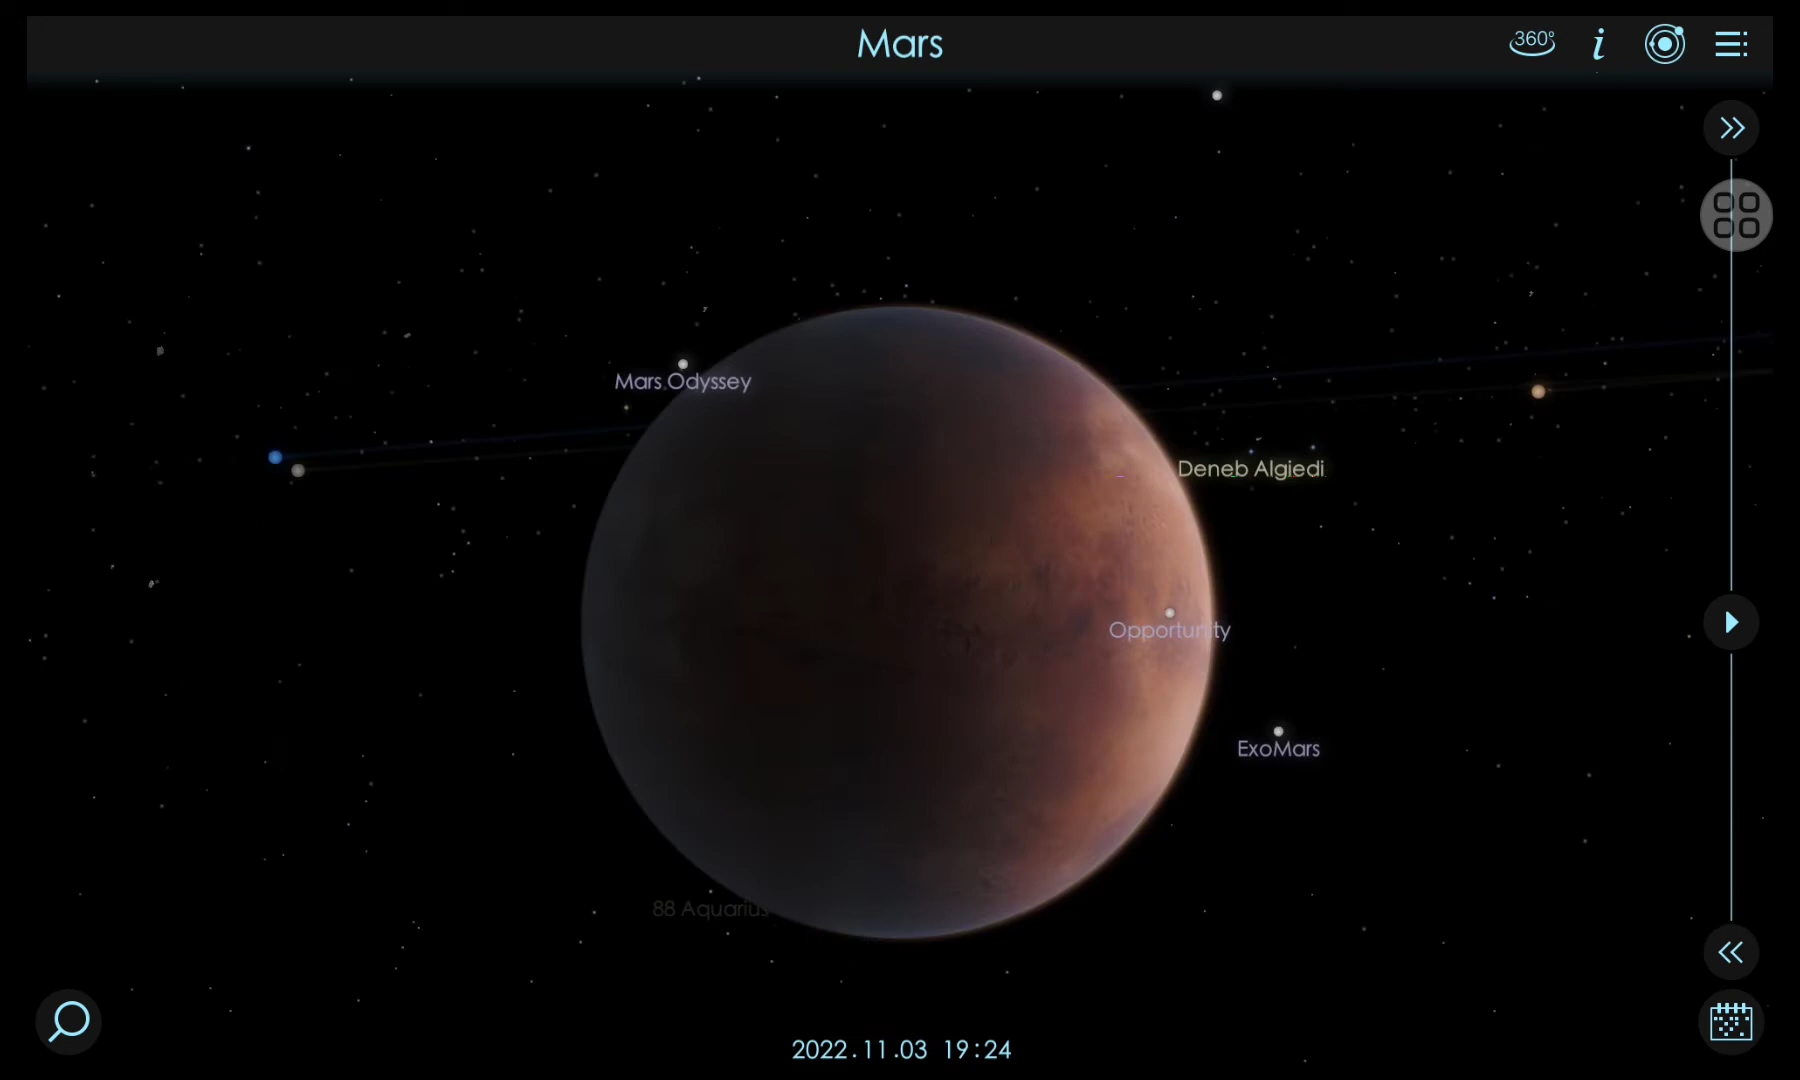 Mars
360°
i
Mars Odyssey
Deneb Algiedi
Opportunity
ExoMars
88 Aquarius
2022.11.03 19:24